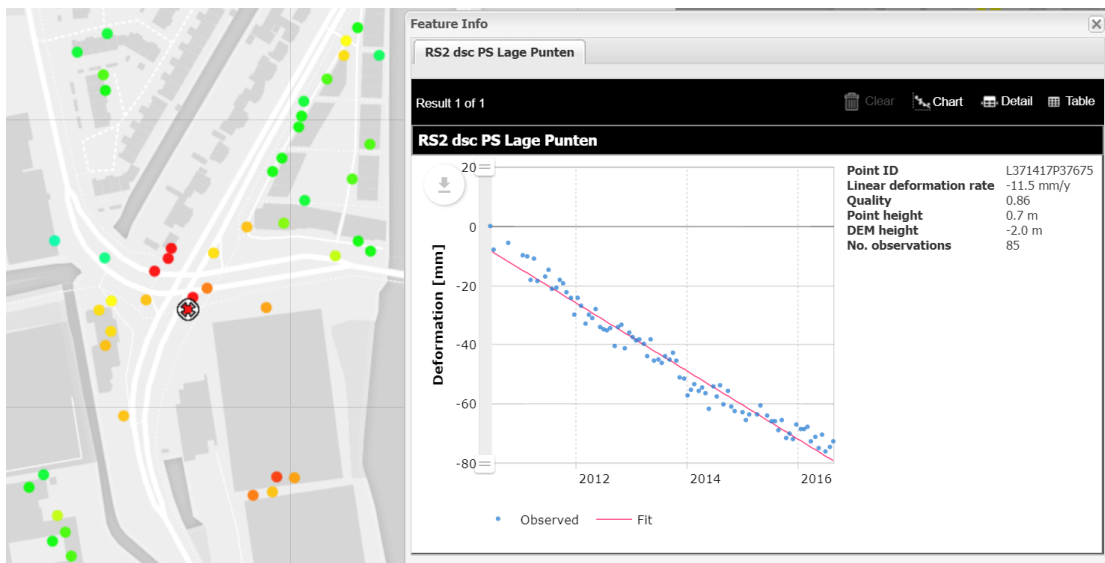 Feature Info
RS2 dsc PS Lage Punten
Result 1 of 1
Clear
Chart
Detail
Table
RS2 dsc PS Lage Punten
Point ID L371417P37675
Linear deformation rate -11.5 mm/y
Quality 0.86
Point height 0.7 m
DEM height -2.0 m
No. observations 85
Deformation [mm]
20
0
-20
-40
-60
-80
2012 2014 2016
Observed Fit